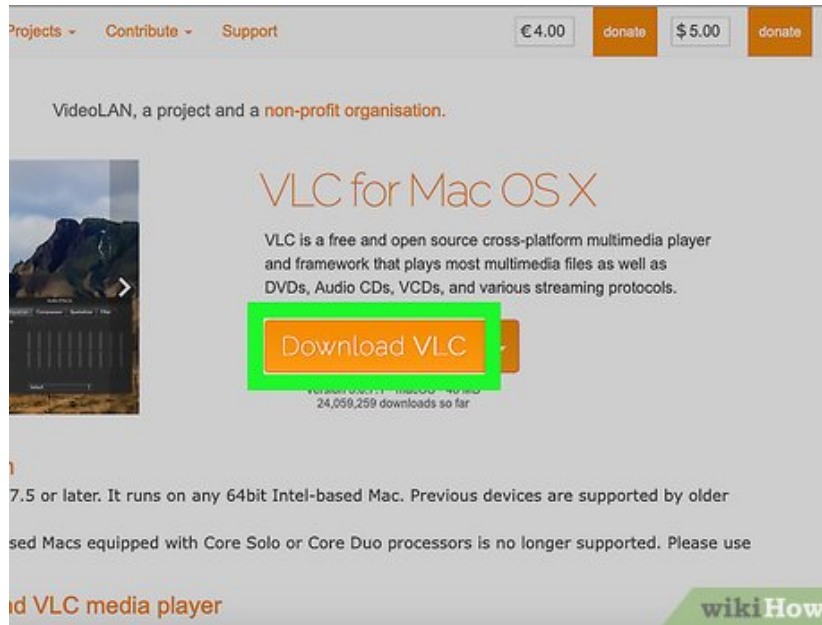 Projects Contribute Support €4.00 donate $5.00 donate
VideoLAN, a project and a non-profit organisation.
VLC for Mac OS X
VLC is a free and open source cross-platform multimedia player
and framework that plays most multimedia files as well as
DVDs, Audio CDs, VCDs, and various streaming protocols.
Download VLC
24,059,259 downloads so far
7.5 or later. It runs on any 64bit Intel-based Mac. Previous devices are supported by older
sed Macs equipped with Core Solo or Core Duo processors is no longer supported. Please use
d VLC media player
wikiHow